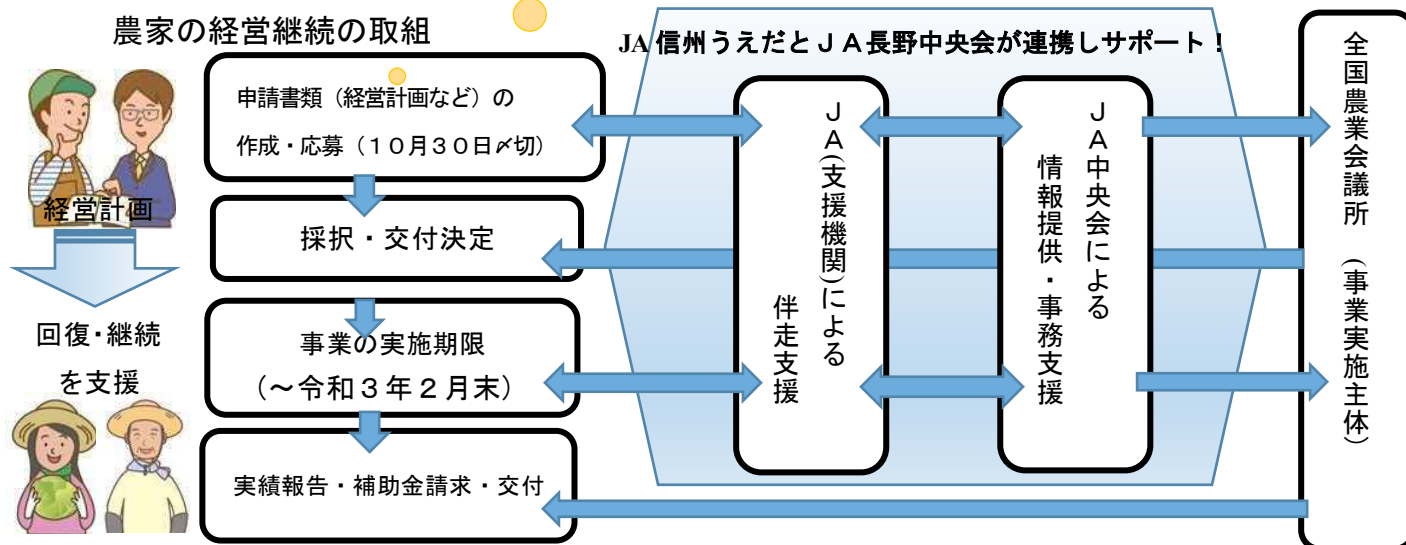 農家の経営継続の取組
JA 信州うえだとＪＡ長野中央会が連携しサポート！
経営計画
回復・継続
を支援
申請書類（経営計画など）の
作成・応募（１０月３０日〆切）
採択・交付決定
事業の実施期限
（～令和３年２月末）
実績報告・補助金請求・交付
ＪＡ(支援機関)による
伴走支援
ＪＡ中央会による
情報提供・事務支援
全国農業会議所　(事業実施主体)